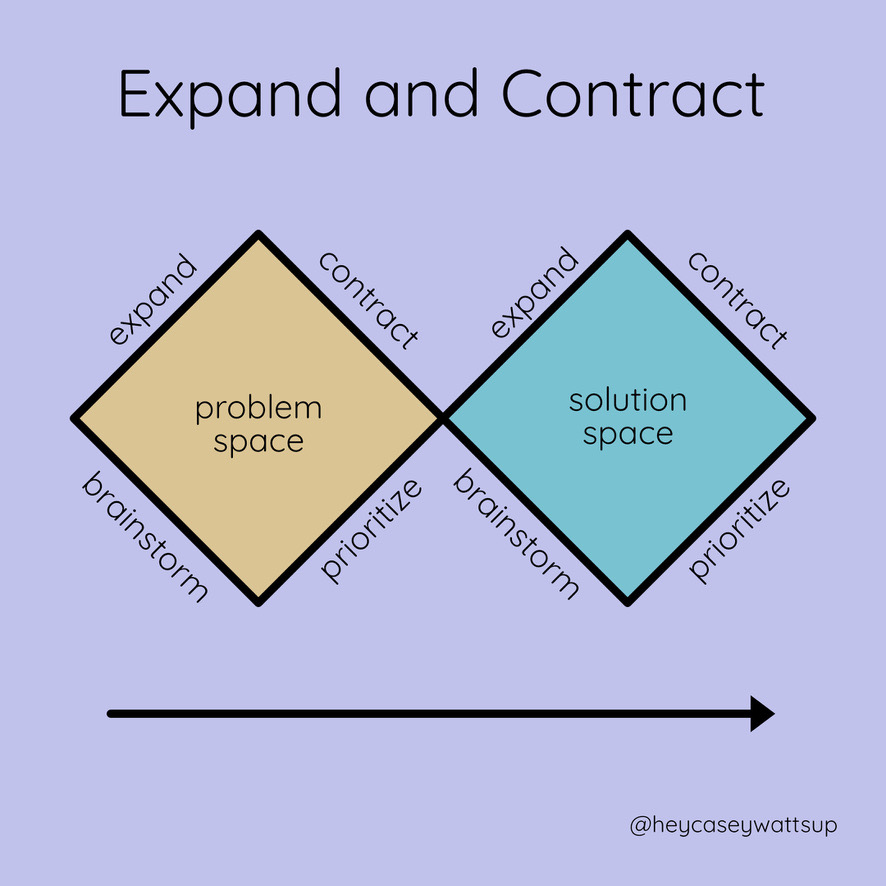 Expand and Contract
expand
contract
problem
space
brainstorm
prioritize
expand
contract
solution
space
brainstorm
prioritize
@heycaseywattsup